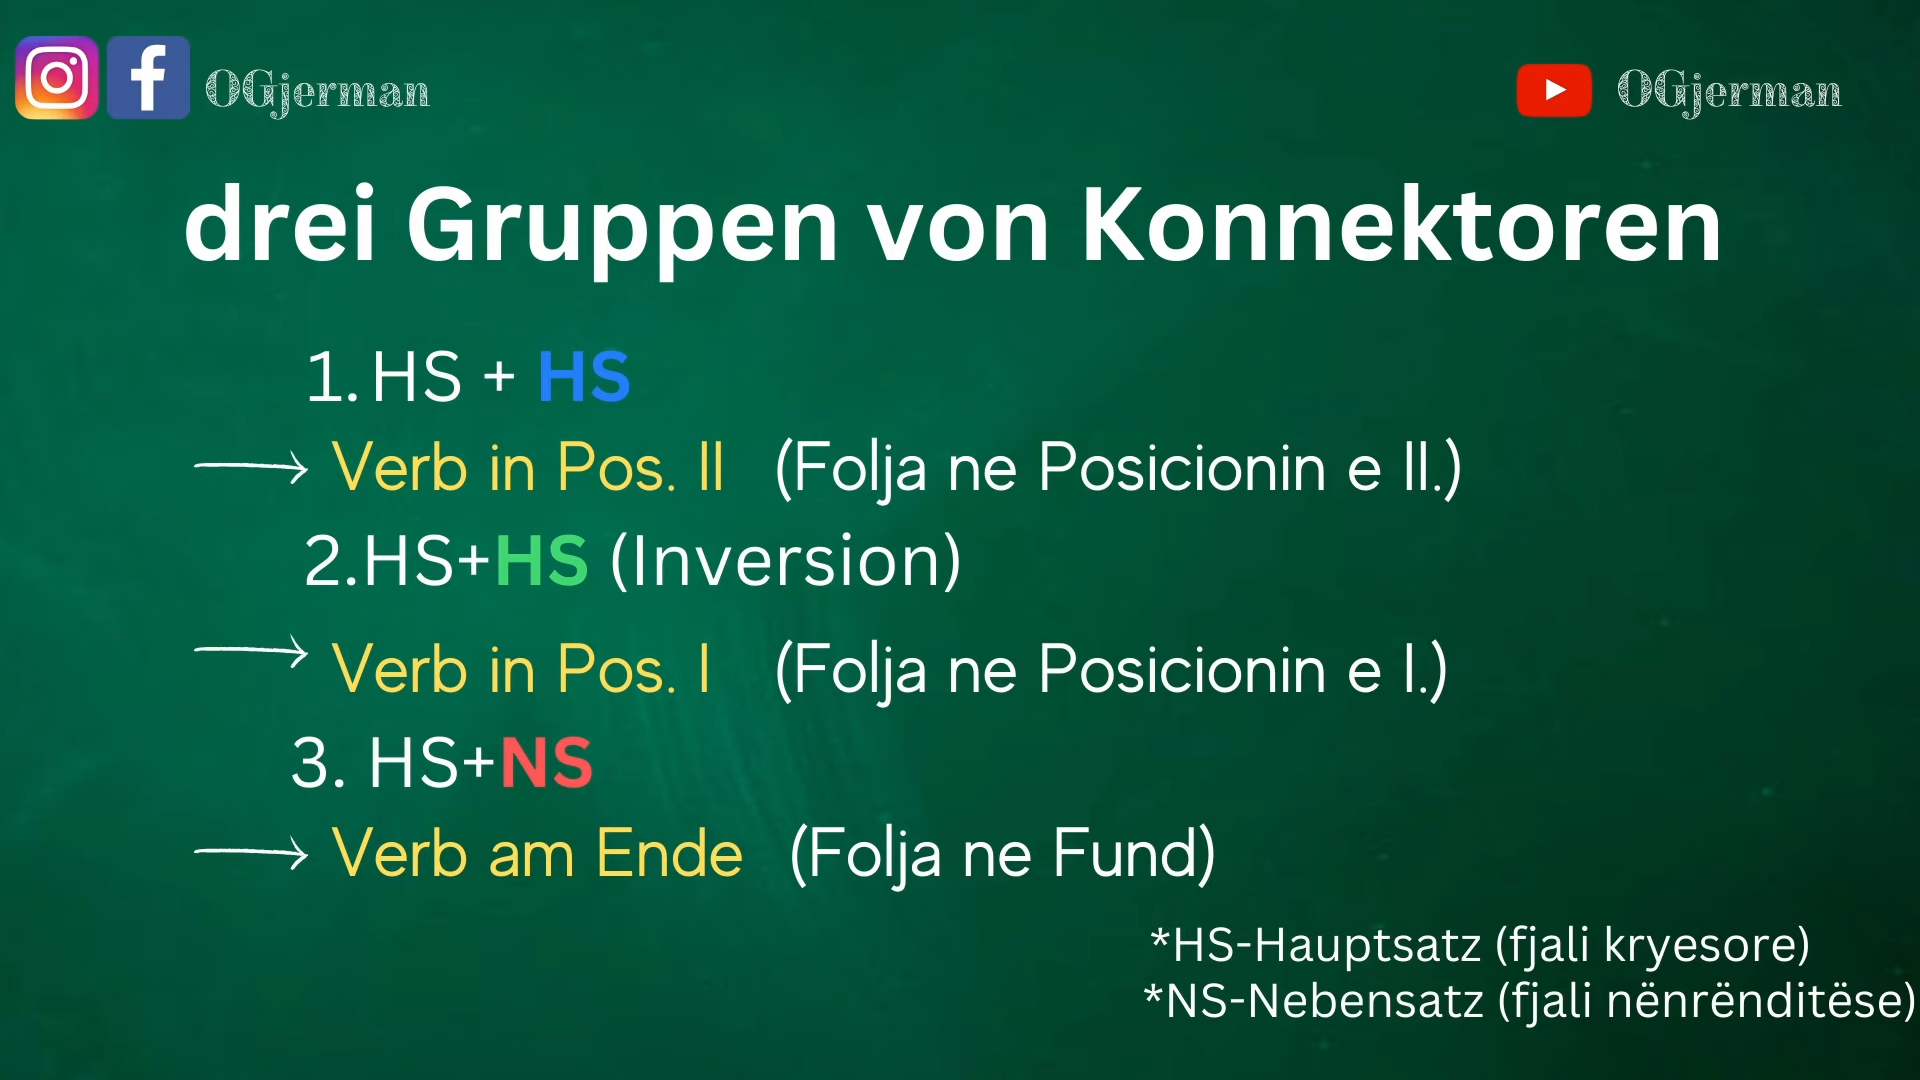 OGjerman
OGjerman
drei Gruppen von Konnektoren
1. HS + HS
Verb in Pos. II (Folja ne Posicionin e II.)
2.HS+HS (Inversion)
Verb in Pos. I (Folja ne Posicionin e I.)
3. HS+NS
Verb am Ende (Folja ne Fund)
*HS-Hauptsatz (fjali kryesore)
*NS-Nebensatz (fjali nënrënditëse)